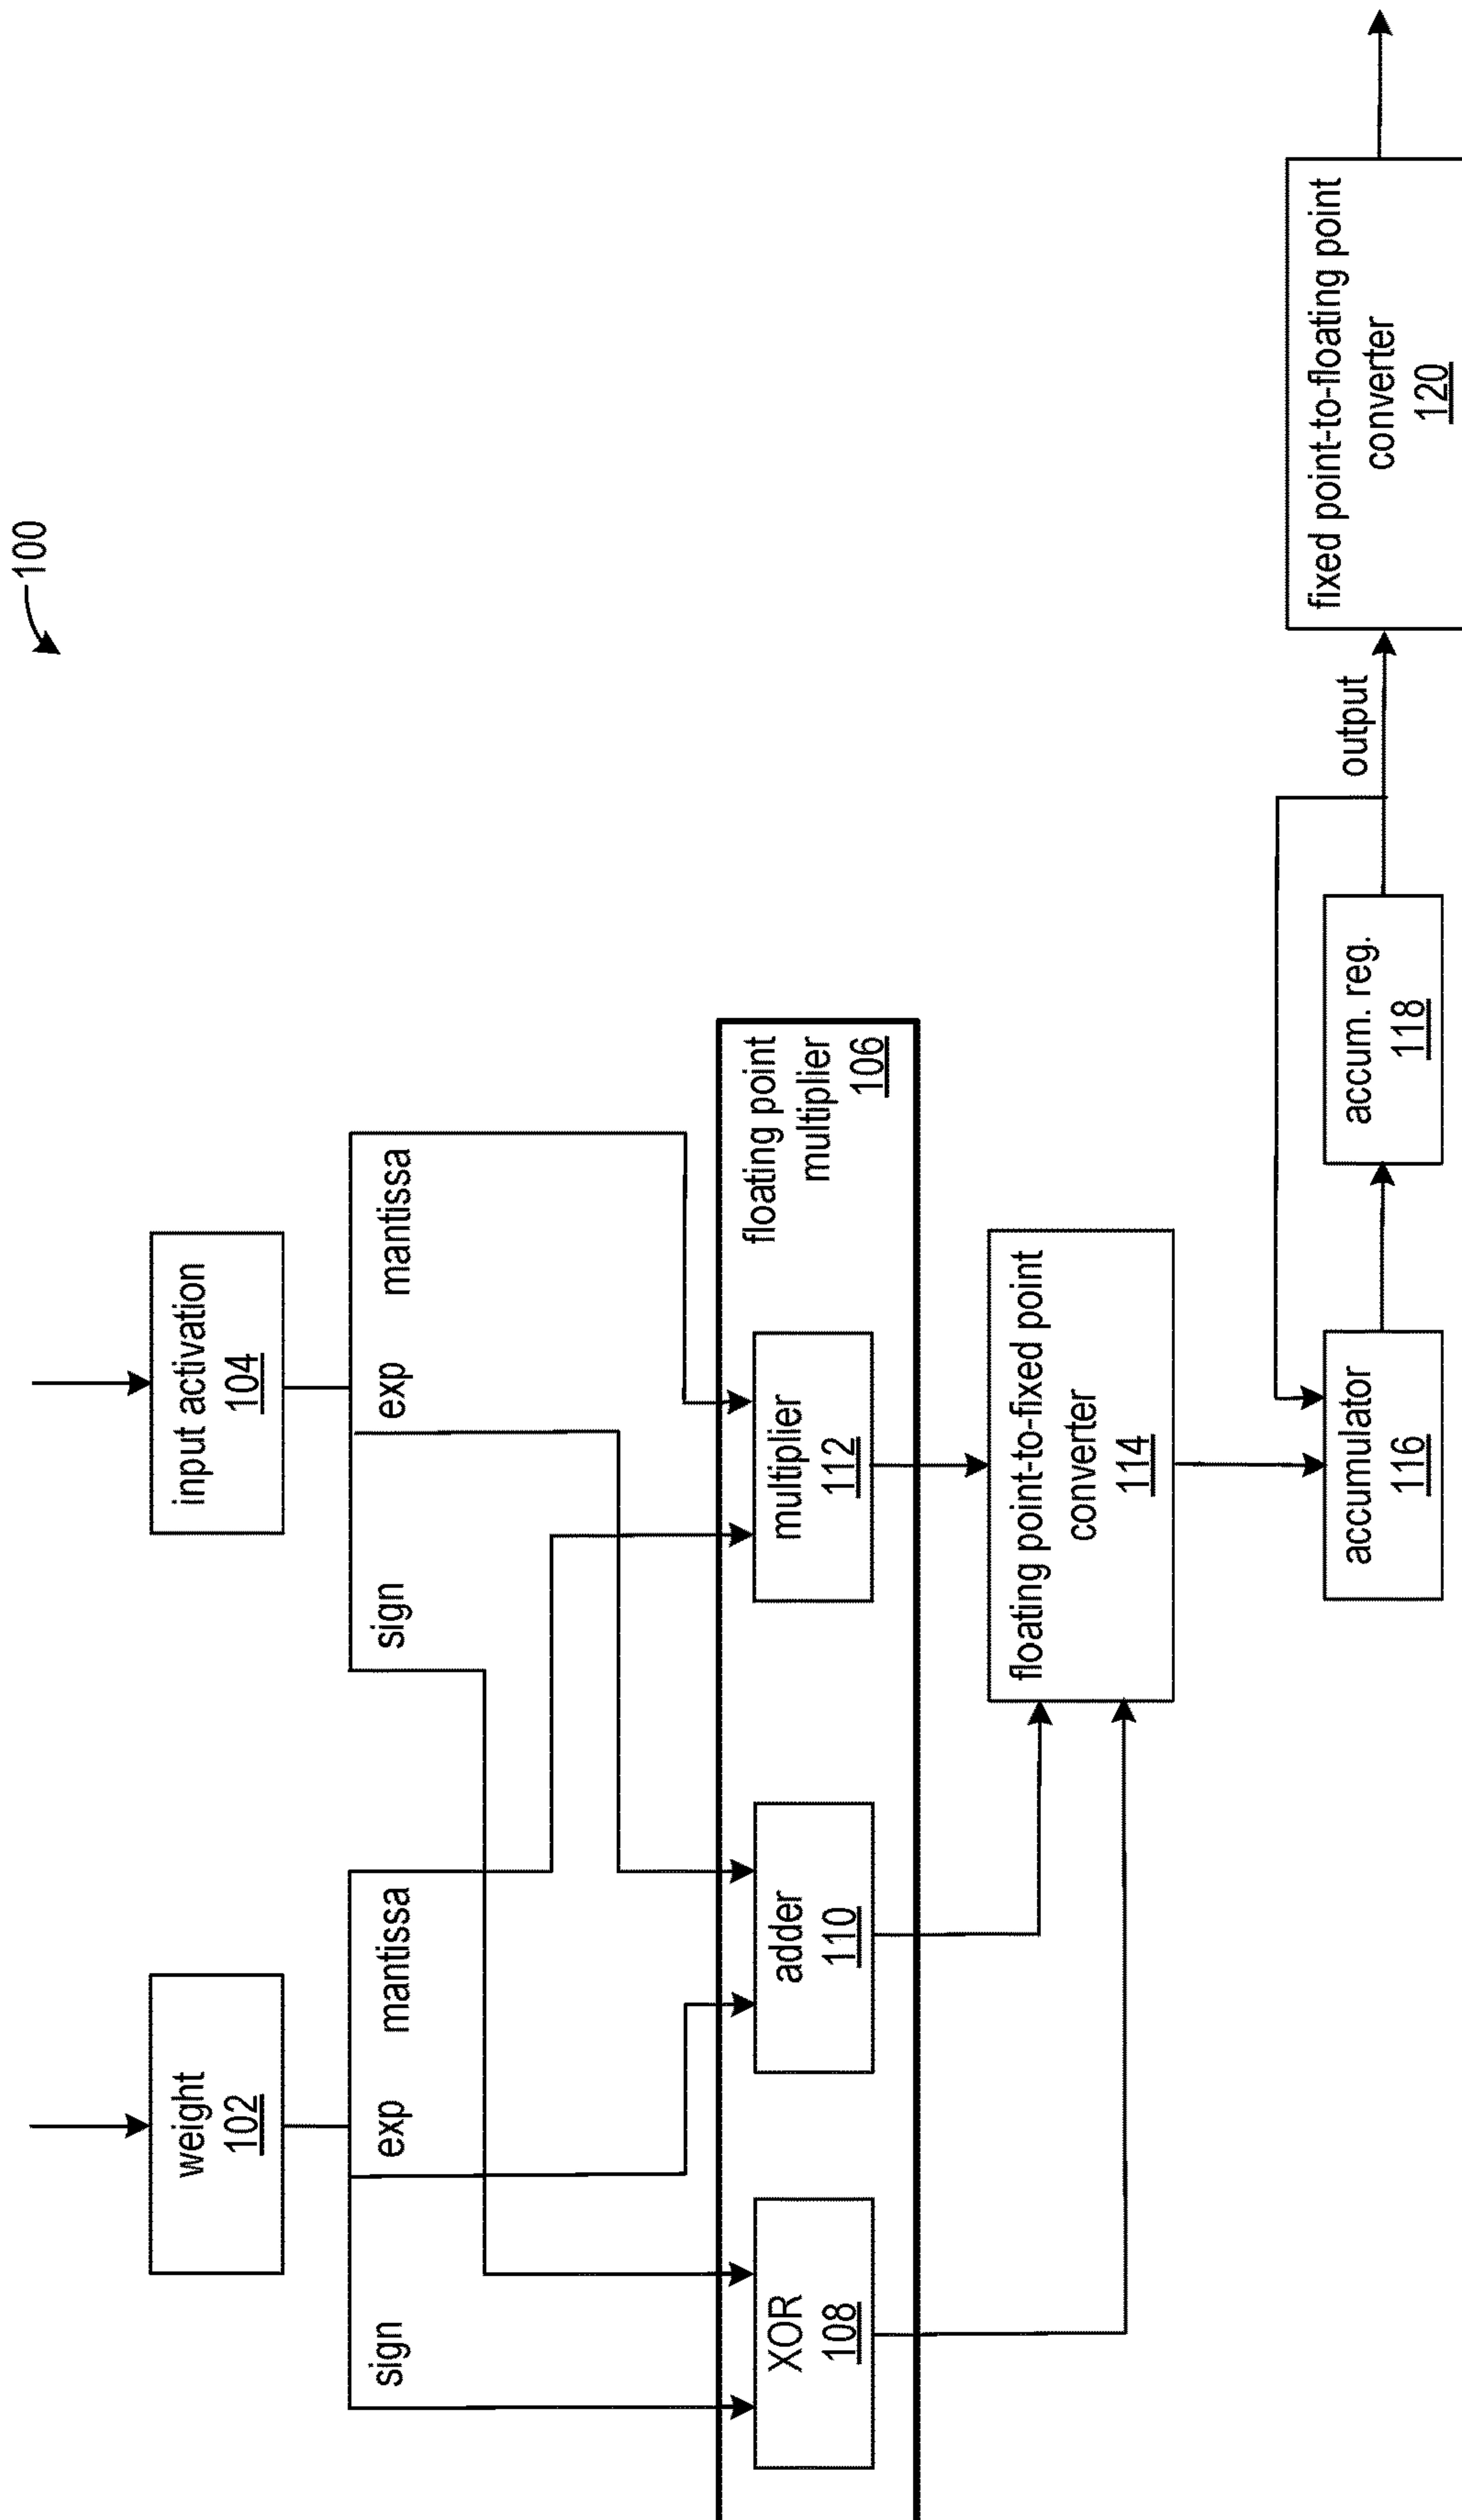 100
weight
102
input activation
104
sign
exp
mantissa
sign
exp
mantissa
floating point
multiplier
106
XOR
108
adder
110
multiplier
112
floating point-to-fixed point
converter
114
accumulator
116
accum. reg.
118
output
fixed point-to-floating point
converter
120